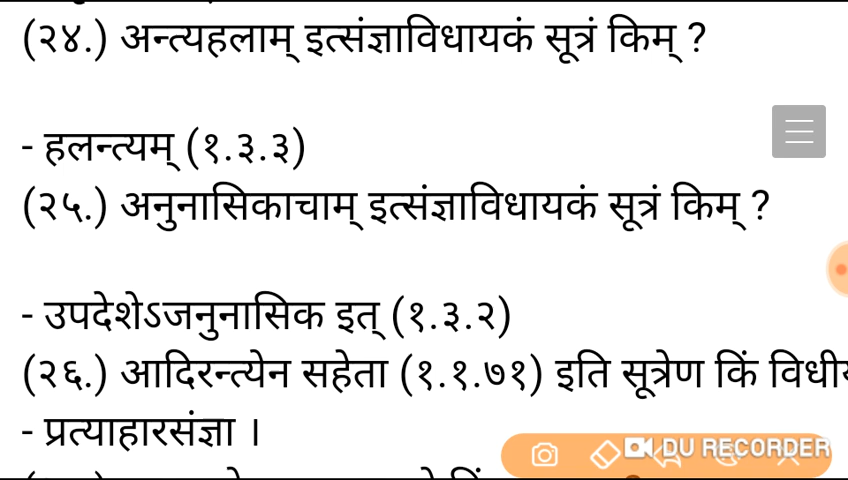 (२४.) अन्त्यहलाम् इत्संज्ञाविधायकं सूत्रं किम् ?
- हलन्त्यम् (१.३.३)
(२५.) अनुनासिकाचाम् इत्संज्ञाविधायकं सूत्रं किम् ?
- उपदेशेऽजनुनासिक इत् (१.३.२)
(२६.) आदिरन्त्येन सहेता (१.१.७१) इति सूत्रेण किं
- प्रत्याहारसंज्ञा ।
DU RECORDER